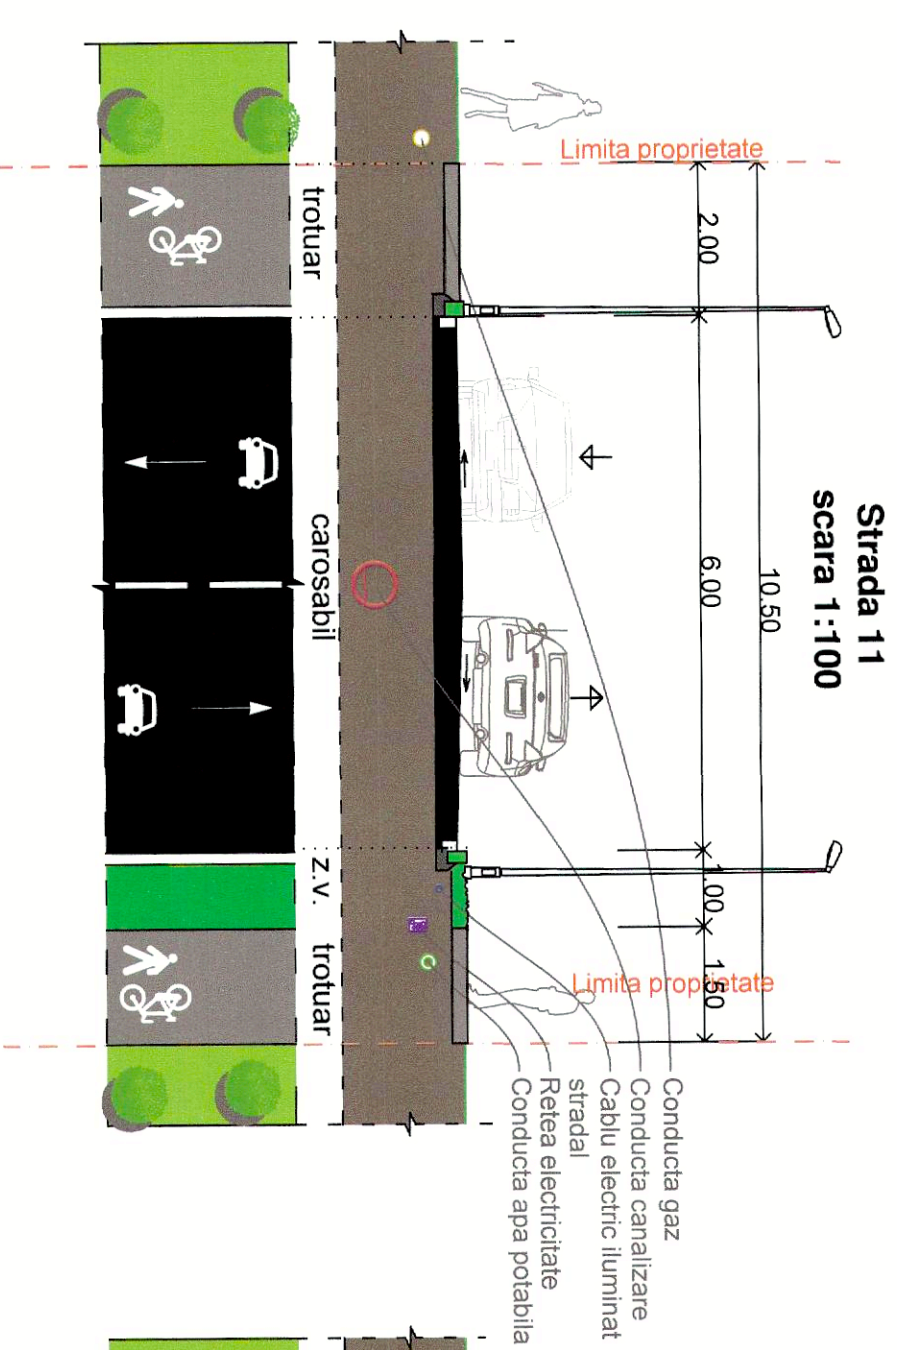 Strada 11
scara 1:100
10.50
2.00
6.00
1.00
1.50
Limita proprietate
Limita proprietate
trotuar
carosabil
z.v.
trotuar
Conducta gaz
Conducta canalizare
Cablu electric iluminat
stradal
Retea electricitate
Conducta apa potabila